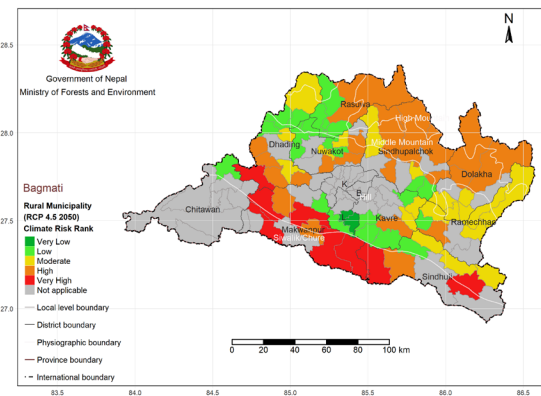 N
28.5
Government of Nepal
Ministry of Forests and Environment
Rasuwa
High Mou
28.0
Dhading
Nuwakot
Middle Mountain
Sindhupalchok
Dolakha
Bagmati
K
B
Hill
Rural Municipality
(RCP 4.5 2050)
Climate Risk Rank
Chitawan
L
Kavre
Ramechhap
27.5
Makwanpur
Siwalik/Chure
Very Low
Low
Moderate
High
Very High
Not applicable
Sindhuli
Local level boundary
27.0
District boundary
Physiographic boundary
Province boundary
International boundary
0 20 40 60 80 100 km
83.5 84.0 84.5 85.0 85.5 86.0 86.5